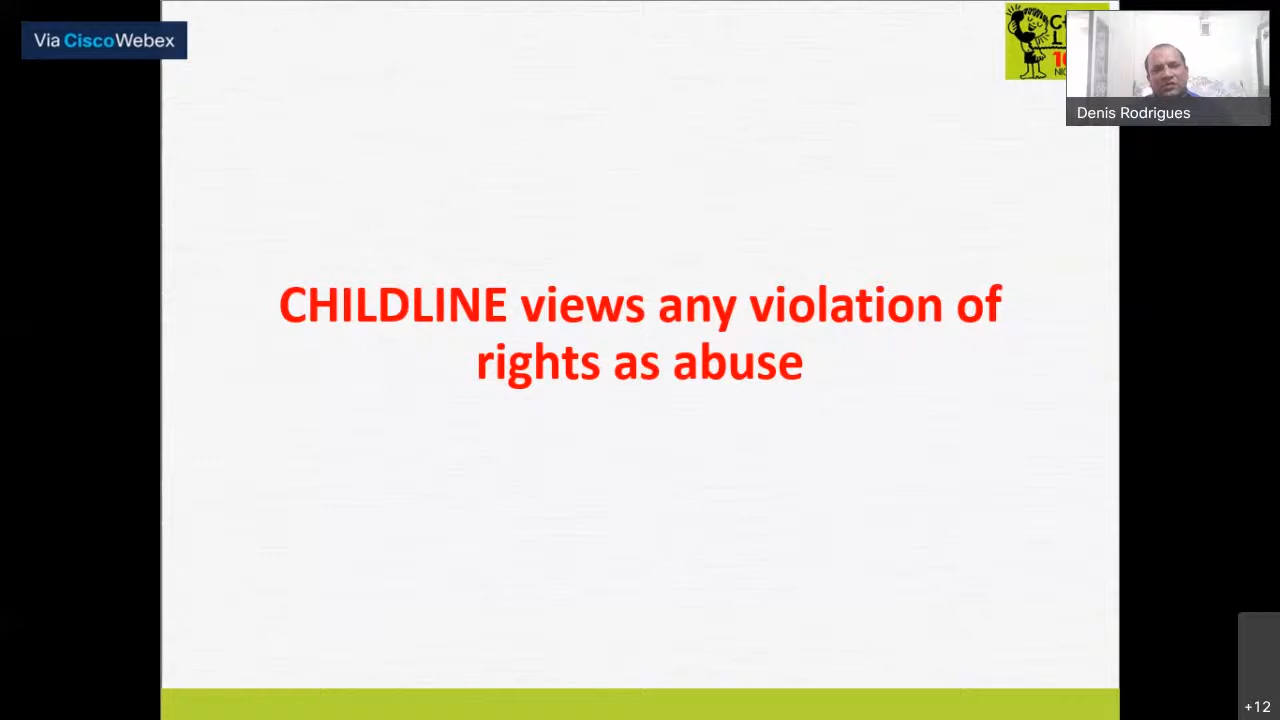 Via CiscoWebex
Denis Rodrigues
CHILDLINE views any violation of
rights as abuse
+12